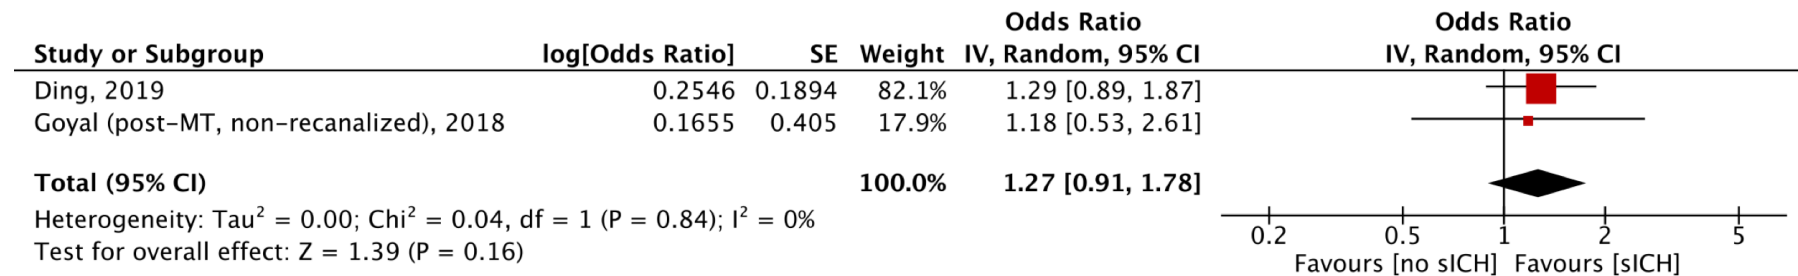 Odds Ratio Odds Ratio
Study or Subgroup log[Odds Ratio] SE Weight IV, Random, 95% CI IV, Random, 95% CI
Ding, 2019 0.2546 0.1894 82.1% 1.29 [0.89, 1.87]
Goyal (post-MT, non-recanalized), 2018 0.1655 0.405 17.9% 1.18 [0.53, 2.61]
Total (95% CI) 100.0% 1.27 [0.91, 1.78]
Heterogeneity: Tau² = 0.00; Chi² = 0.04, df = 1 (P = 0.84); I² = 0%
Test for overall effect: Z = 1.39 (P = 0.16)
0.2 0.5 1 2 5
Favours [no sICH] Favours [sICH]